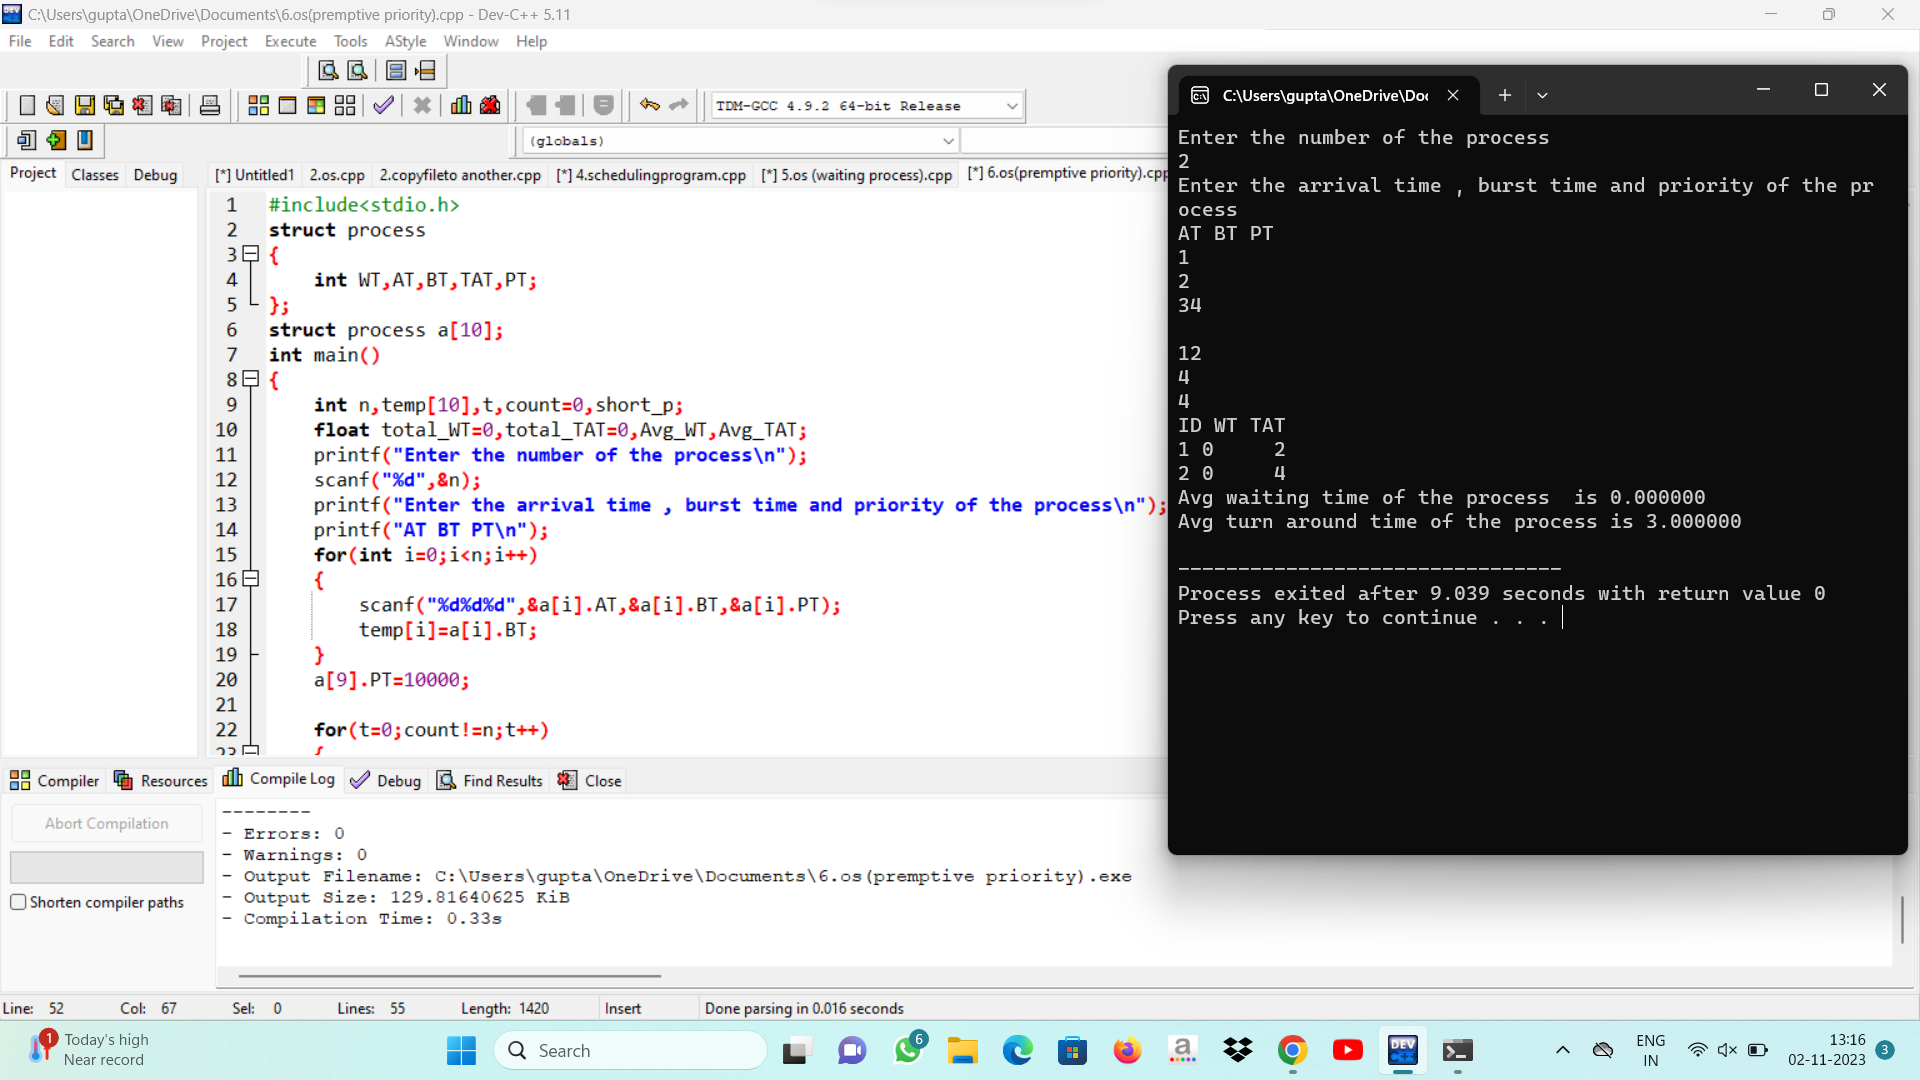 C:\Users\gupta\OneDrive\Documents\6.os(premptive priority).cpp - Dev-C++ 5.11
File Edit Search View Project Execute Tools AStyle Window Help
TDM-GCC 4.9.2 64-bit Release
(globals)
Project Classes Debug
[*] Untitled1 2.os.cpp 2.copyfileto another.cpp [*] 4.schedulingprogram.cpp [*] 5.os (waiting process).cpp [*] 6.os(premptive priority).cpp
1 #include<stdio.h>
2 struct process
3 {
4 int WT,AT,BT,TAT,PT;
5 };
6 struct process a[10];
7 int main()
8 {
9 int n,temp[10],t,count=0,short_p;
10 float total_WT=0,total_TAT=0,Avg_WT,Avg_TAT;
11 printf("Enter the number of the process\n");
12 scanf("%d",&n);
13 printf("Enter the arrival time , burst time and priority of the process\n");
14 printf("AT BT PT\n");
15 for(int i=0;i<n;i++)
16 {
17 scanf("%d%d%d",&a[i].AT,&a[i].BT,&a[i].PT);
18 temp[i]=a[i].BT;
19 }
20 a[9].PT=10000;
21
22 for(t=0;count!=n;t++)
23 {
C:\Users\gupta\OneDrive\Doc
Enter the number of the process
2
Enter the arrival time , burst time and priority of the pr
ocess
AT BT PT
1
2
34
12
4
4
ID WT TAT
1 0 2
2 0 4
Avg waiting time of the process  is 0.000000
Avg turn around time of the process is 3.000000
--------------------------------
Process exited after 9.039 seconds with return value 0
Press any key to continue . . .
Compiler Resources Compile Log Debug Find Results Close
Abort Compilation
Shorten compiler paths
--------
- Errors: 0
- Warnings: 0
- Output Filename: C:\Users\gupta\OneDrive\Documents\6.os(premptive priority).exe
- Output Size: 129.81640625 KiB
- Compilation Time: 0.33s
Line: 52 Col: 67 Sel: 0 Lines: 55 Length: 1420 Insert Done parsing in 0.016 seconds
1 Today's high
Near record
Search
6
a
DEV
C++
ENG
IN
13:16
02-11-2023
3